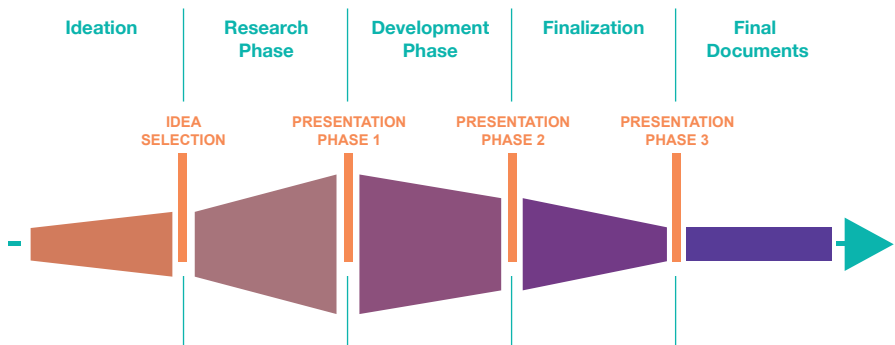 Ideation
Research
Phase
Development
Phase
Finalization
Final
Documents
IDEA
SELECTION
PRESENTATION
PHASE 1
PRESENTATION
PHASE 2
PRESENTATION
PHASE 3